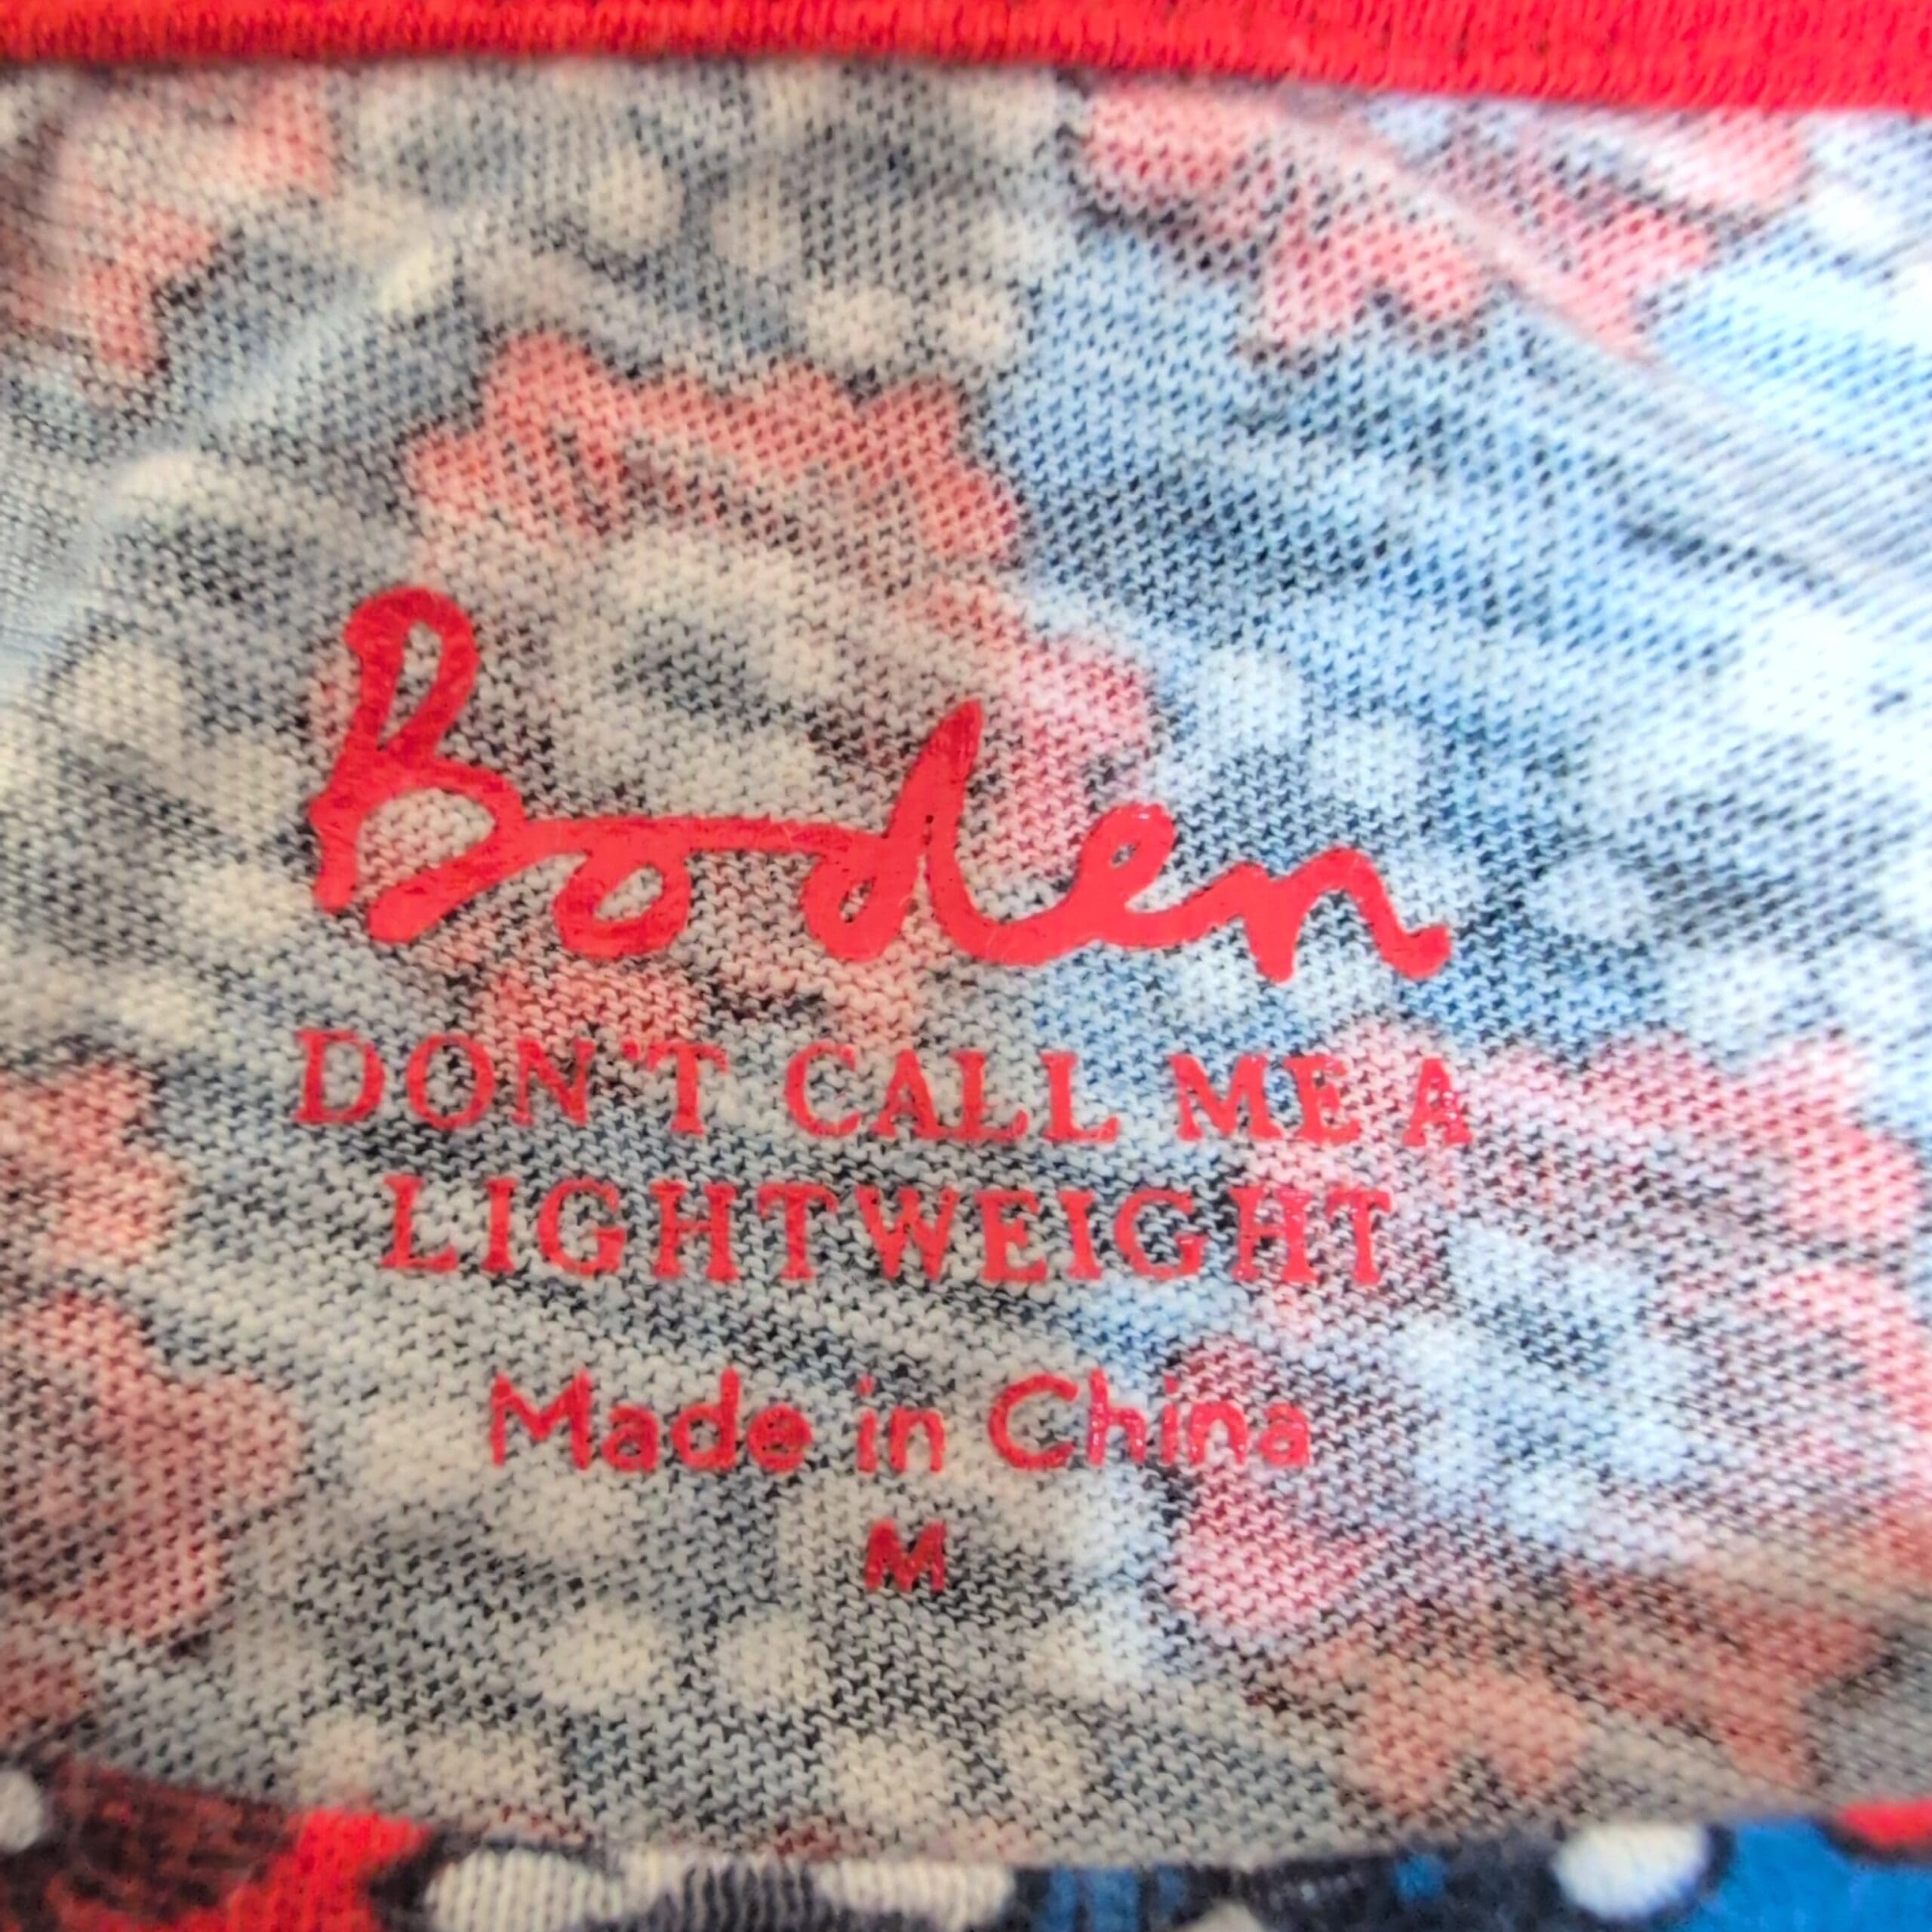 Boden
DON'T CALL ME A
LIGHTWEIGHT
Made in China
M